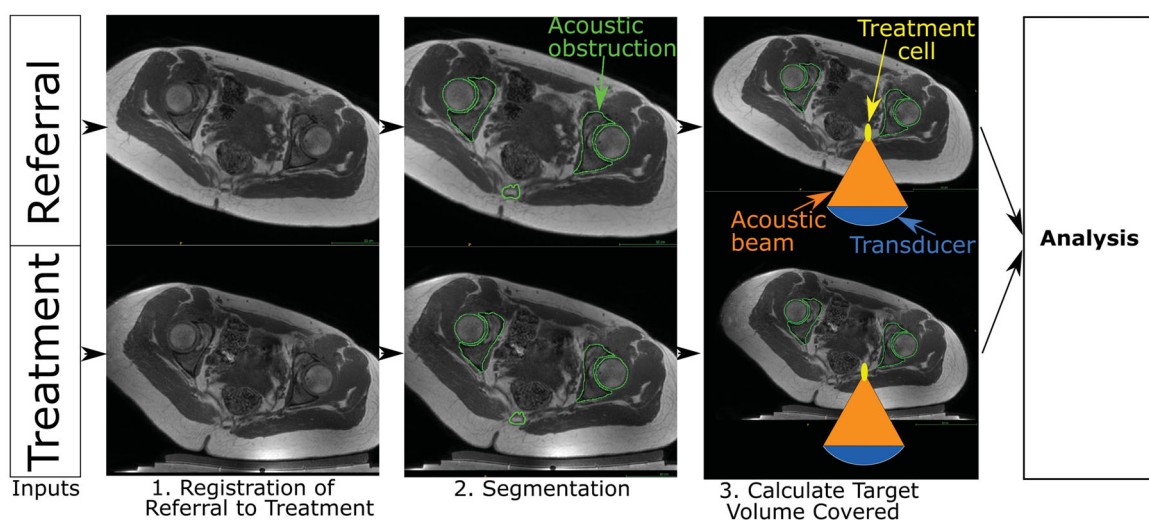 Referral
Treatment
Inputs
Acoustic
obstruction
Treatment
cell
Acoustic
beam
Transducer
Analysis
1. Registration of
Referral to Treatment
2. Segmentation
3. Calculate Target
Volume Covered